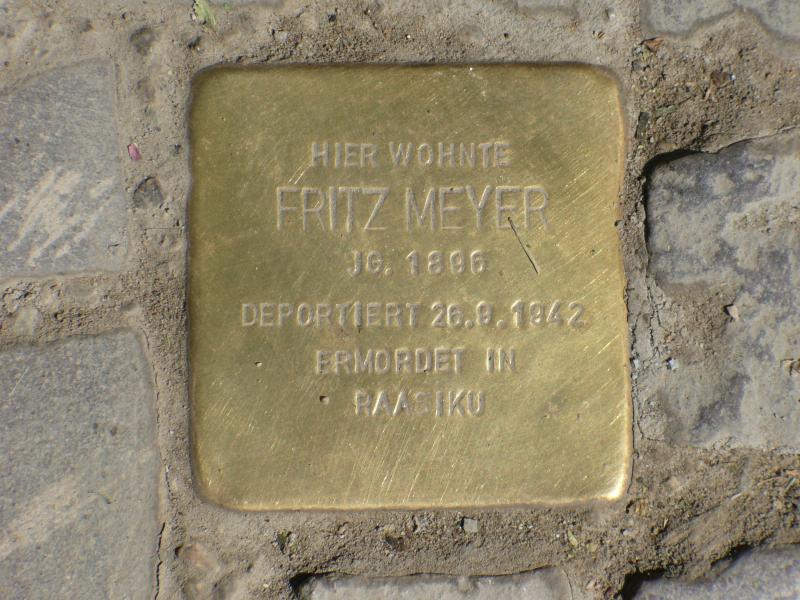 HIER WOHNTE
FRITZ MEYER
JG. 1896
DEPORTIERT 26.9.1942
ERMORDET IN
RAASIKU